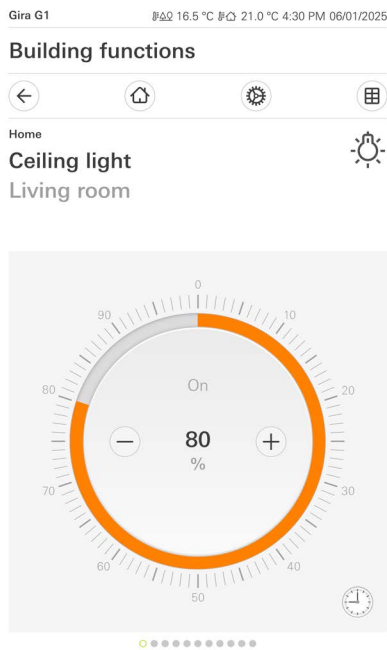 Gira G1 16.5 °C 21.0 °C 4:30 PM 06/01/2025
Building functions
Home
Ceiling light
Living room
0
90 10
On
80 20
80
%
70 30
60 40
50